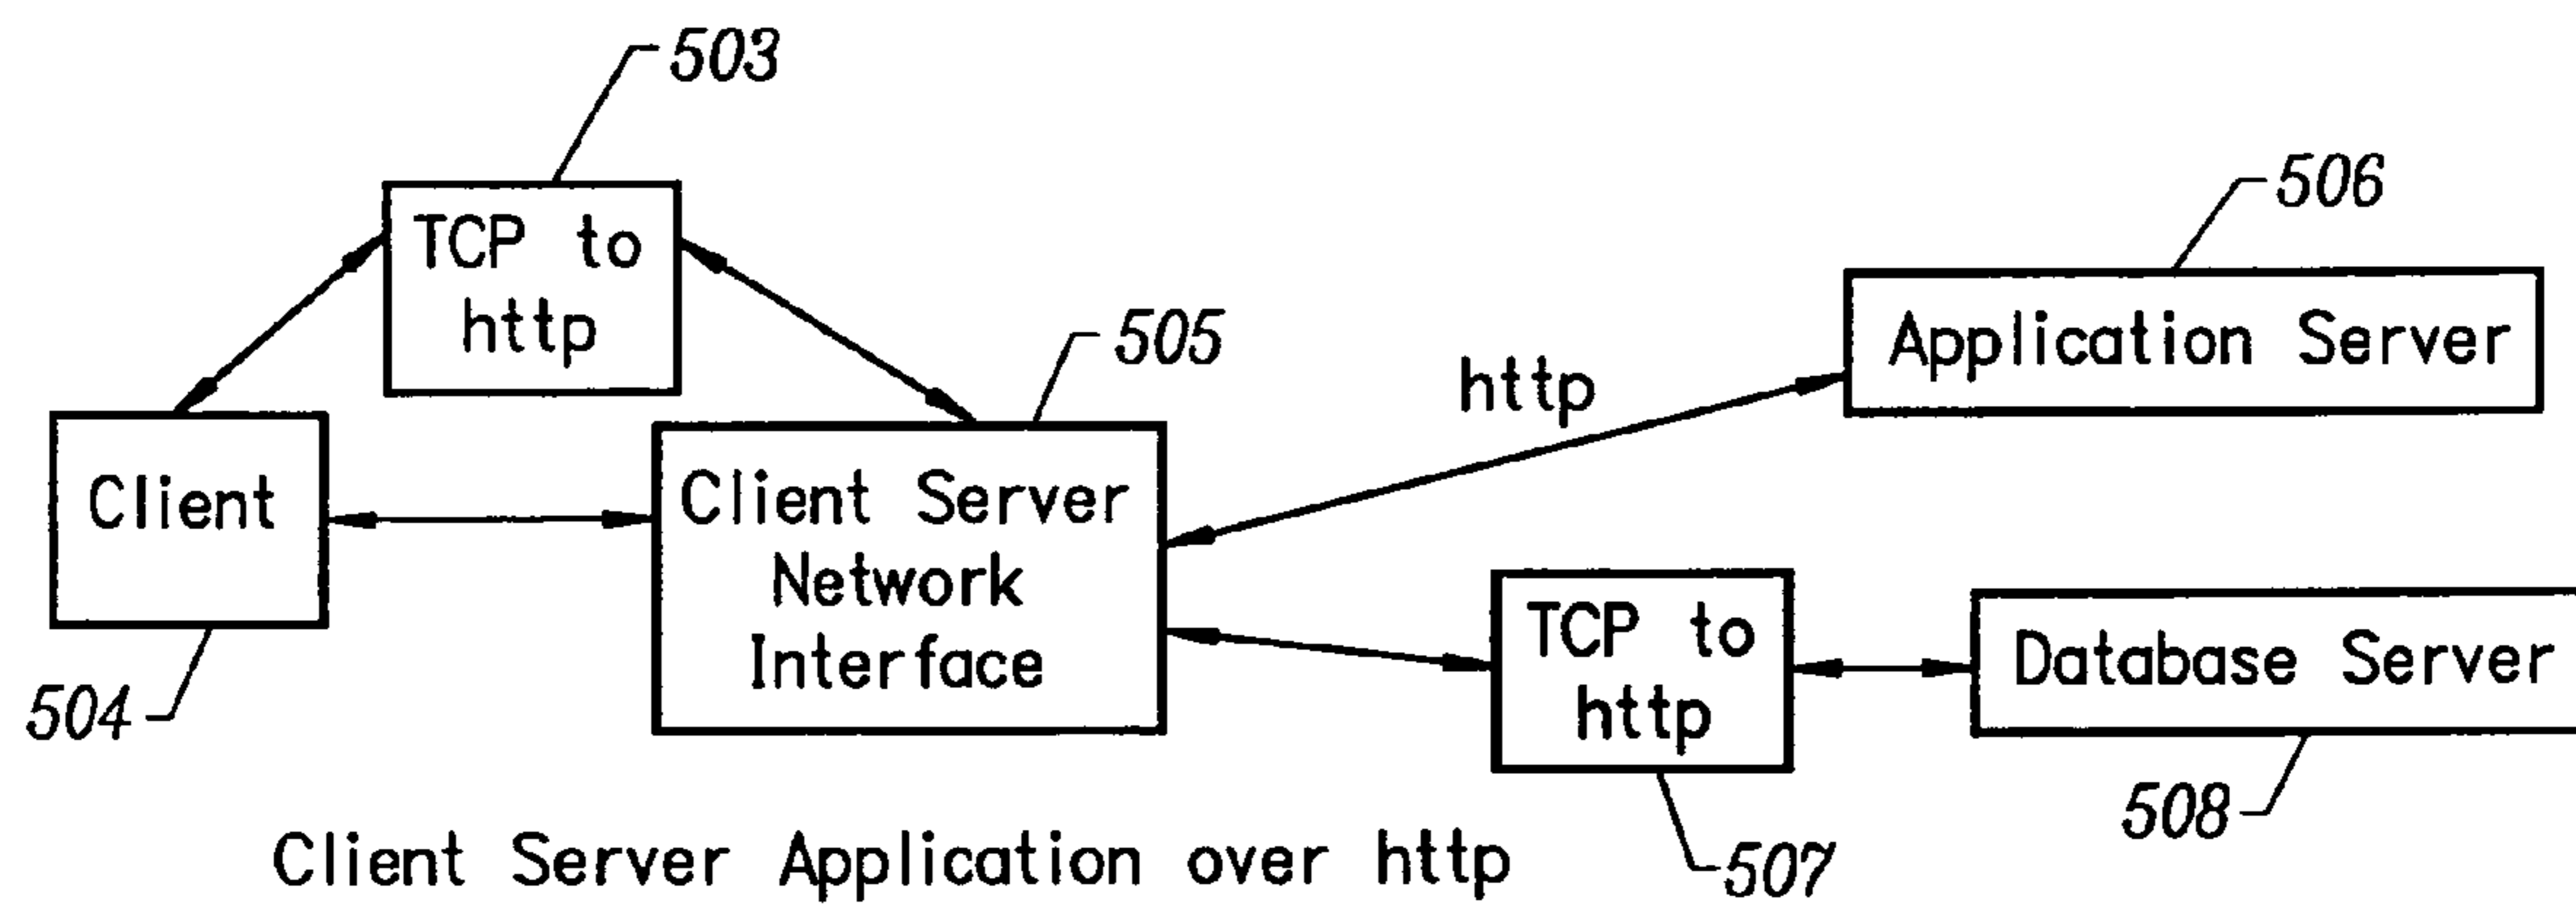 503
TCP to
http
506
Application Server
505
http
Client
Client Server
Network
Interface
504
TCP to
http
Database Server
508
507
Client Server Application over http